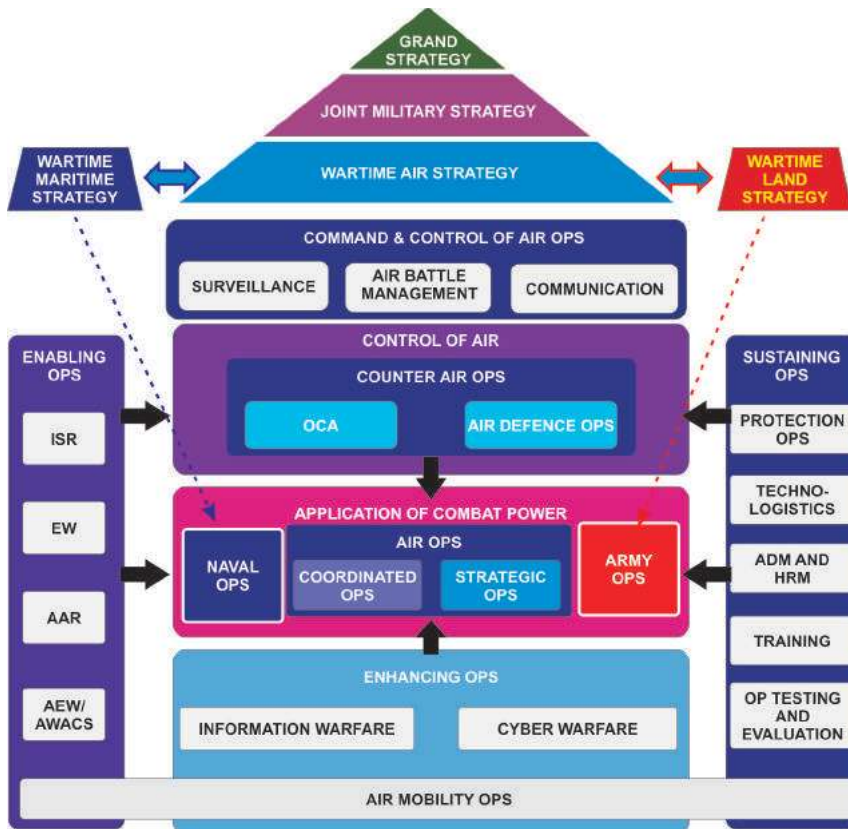 GRAND
STRATEGY
JOINT MILITARY STRATEGY
WARTIME
MARITIME
STRATEGY
WARTIME AIR STRATEGY
WARTIME
LAND
STRATEGY
COMMAND & CONTROL OF AIR OPS
SURVEILLANCE
AIR BATTLE
MANAGEMENT
COMMUNICATION
ENABLING
OPS
ISR
EW
AAR
AEW/
AWACS
CONTROL OF AIR
COUNTER AIR OPS
OCA
AIR DEFENCE OPS
APPLICATION OF COMBAT POWER
NAVAL
OPS
AIR OPS
COORDINATED
OPS
STRATEGIC
OPS
ARMY
OPS
ENHANCING OPS
INFORMATION WARFARE
CYBER WARFARE
SUSTAINING
OPS
PROTECTION
OPS
TECHNO-
LOGISTICS
ADM AND
HRM
TRAINING
OP TESTING
AND
EVALUATION
AIR MOBILITY OPS